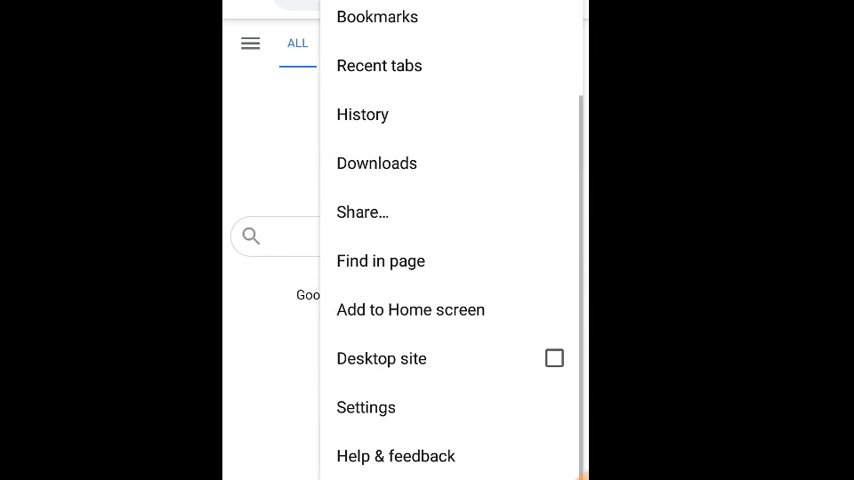 Bookmarks
ALL
Recent tabs
History
Downloads
Share…
Find in page
Goo
Add to Home screen
Desktop site
Settings
Help & feedback